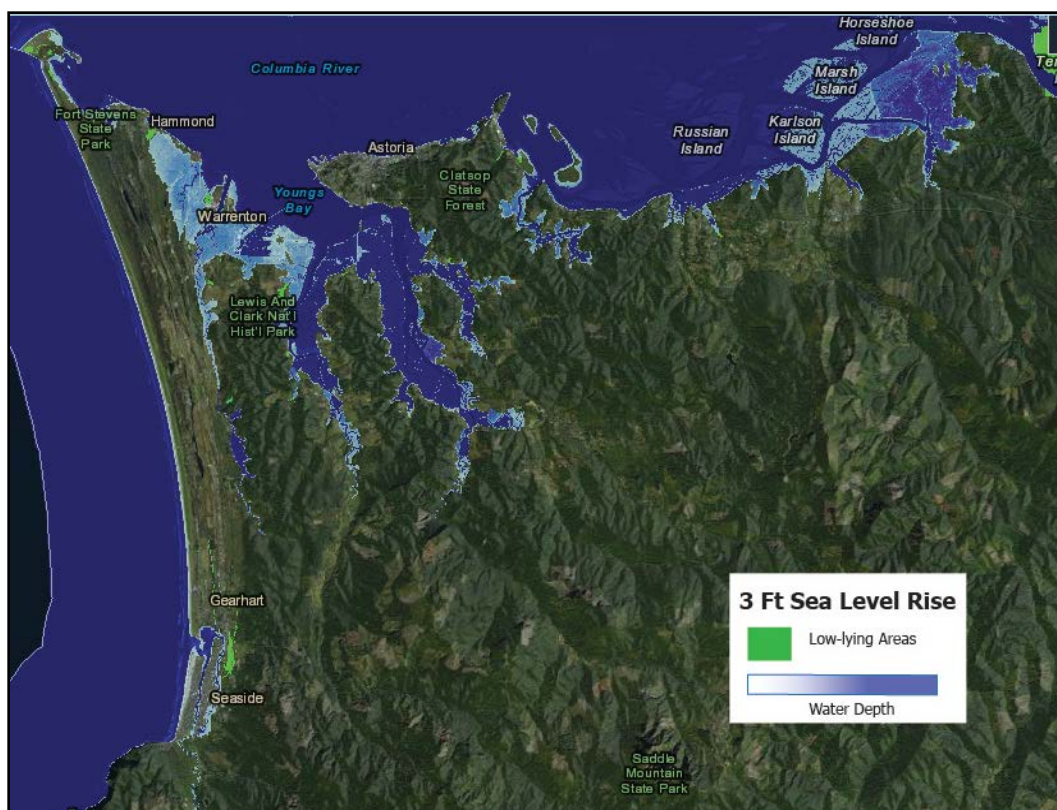 Horseshoe
Island
Columbia River
Marsh
Island
Fort Stevens
State
Park
Hammond
Karlson
Island
Russian
Island
Astoria
Clatsop
State
Forest
Youngs
Bay
Warrenton
Lewis And
Clark Nat'l
Hist'l Park
Gearhart
3 Ft Sea Level Rise
Low-lying Areas
Water Depth
Seaside
Saddle
Mountain
State Park